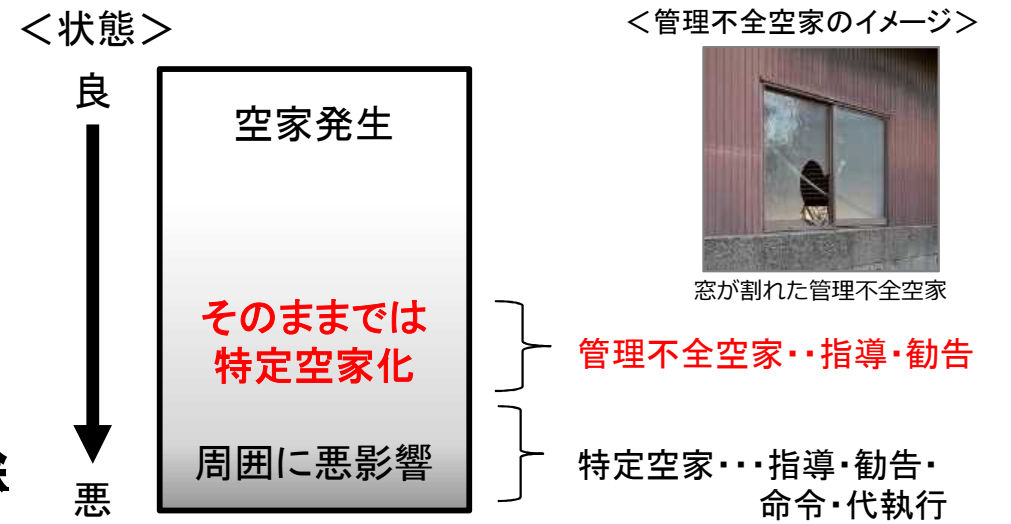 ＜状態＞
良
空家発生
そのままでは
特定空家化
周囲に悪影響
悪
＜管理不全空家のイメージ＞
窓が割れた管理不全空家
管理不全空家・・指導・勧告
特定空家・・・指導・勧告・
命令・代執行